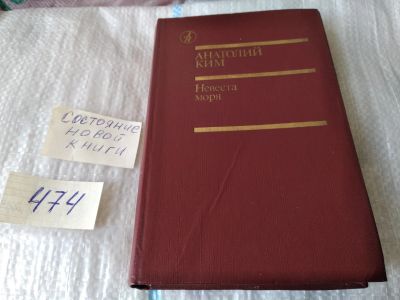 АНАТОЛИЙ
КИМ
Невеста
моря
Состояние
новой
книги
474